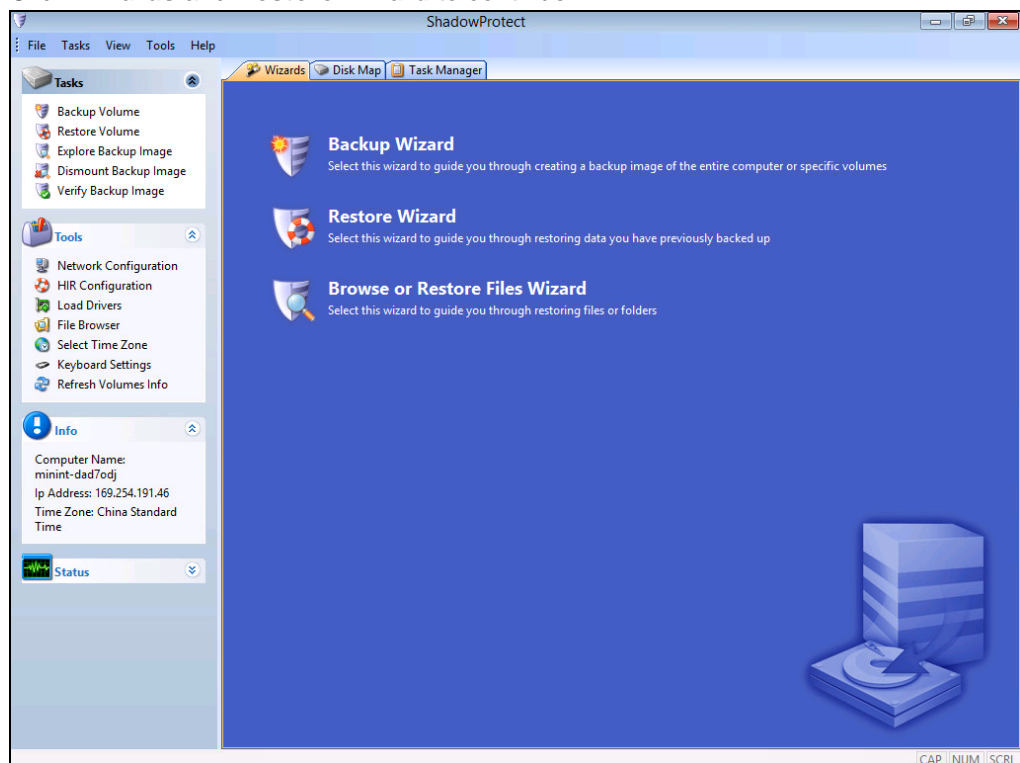 ShadowProtect
File Tasks View Tools Help
Wizards Disk Map Task Manager
Tasks
Backup Volume
Restore Volume
Explore Backup Image
Dismount Backup Image
Verify Backup Image
Tools
Network Configuration
HIR Configuration
Load Drivers
File Browser
Select Time Zone
Keyboard Settings
Refresh Volumes Info
Info
Computer Name:
minint-dad7odj
Ip Address: 169.254.191.46
Time Zone: China Standard
Time
Status
Backup Wizard
Select this wizard to guide you through creating a backup image of the entire computer or specific volumes
Restore Wizard
Select this wizard to guide you through restoring data you have previously backed up
Browse or Restore Files Wizard
Select this wizard to guide you through restoring files or folders
CAP NUM SCRL